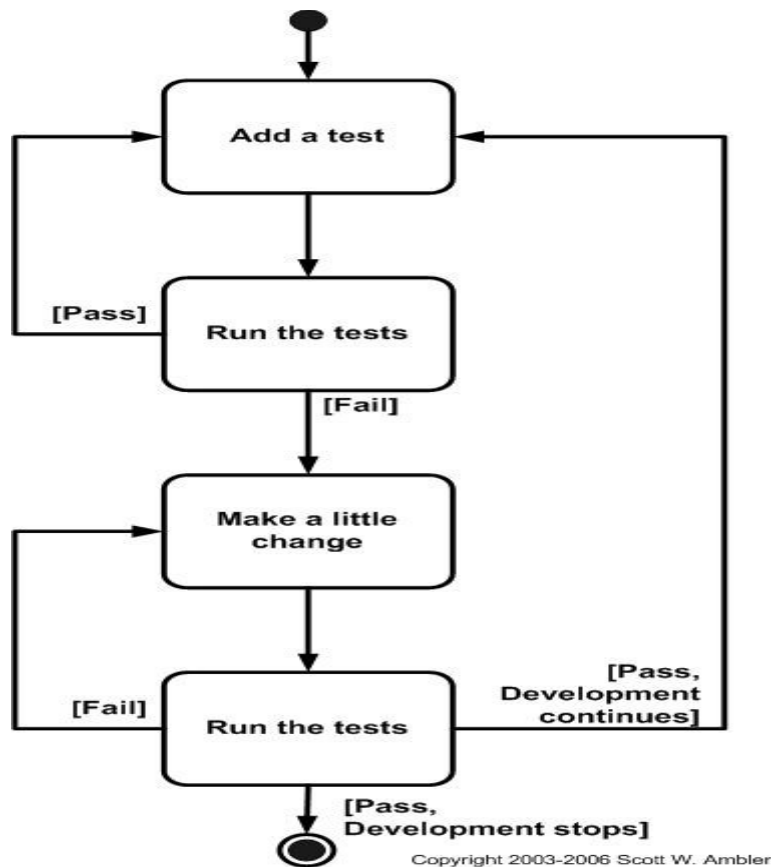 Add a test
[Pass]
Run the tests
[Fail]
Make a little
change
[Fail]
Run the tests
[Pass,
Development
continues]
[Pass,
Development stops]
Copyright 2003-2006 Scott W. Ambler